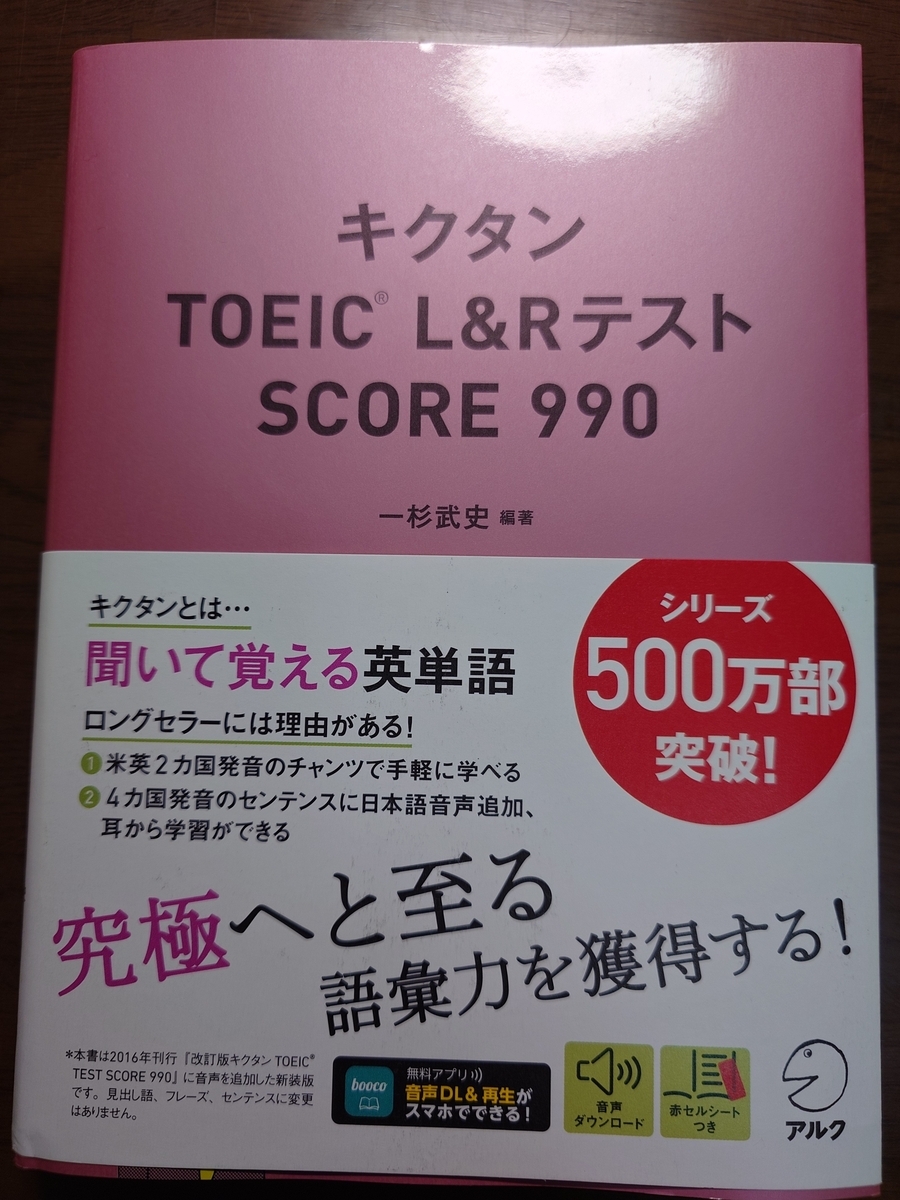 キクタン
TOEIC® L&Rテスト
SCORE 990
一杉武史 編著
キクタンとは…
聞いて覚える英単語
ロングセラーには理由がある!
1 米英2カ国発音のチャンツで手軽に学べる
2 4カ国発音のセンテンスに日本語音声追加、
耳から学習ができる
シリーズ
500万部
突破!
究極へと至る
語彙力を獲得する!
*本書は2016年刊行『改訂版キクタン TOEIC®
TEST SCORE 990』に音声を追加した新装版
です。見出し語、フレーズ、センテンスに変更
はありません。
booco
無料アプリ
音声DL&再生が
スマホでできる!
音声
ダウンロード
赤セルシート
つき
アルク